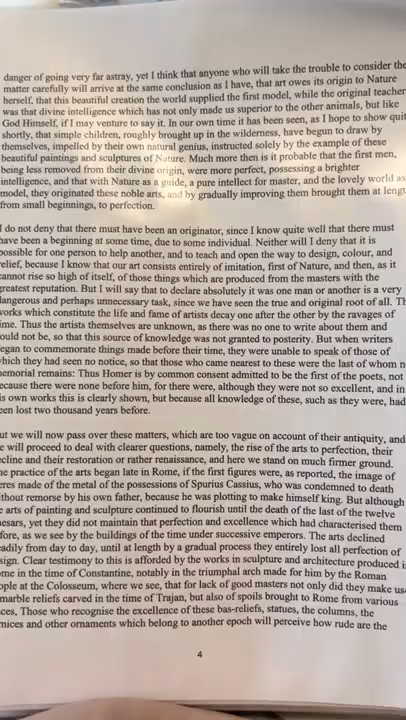 danger of going very far astray, yet I think that anyone who will take the trouble to consider the
matter carefully will arrive at the same conclusion as I have, that art owes its origin to Nature
herself, that this beautiful creation the world supplied the first model, while the original teacher
was that divine intelligence which has not only made us superior to the other animals, but like
God Himself, if I may venture to say it. In our own time it has been seen, as I hope to show quit
shortly, that simple children, roughly brought up in the wilderness, have begun to draw by
themselves, impelled by their own natural genius, instructed solely by the example of these
beautiful paintings and sculptures of Nature. Much more then is it probable that the first men,
being less removed from their divine origin, were more perfect, possessing a brighter
intelligence, and that with Nature as a guide, a pure intellect for master, and the lovely world as
model, they originated these noble arts, and by gradually improving them brought them at lengt
from small beginnings, to perfection.
I do not deny that there must have been an originator, since I know quite well that there must
have been a beginning at some time, due to some individual. Neither will I deny that it is
possible for one person to help another, and to teach and open the way to design, colour, and
relief, because I know that our art consists entirely of imitation, first of Nature, and then, as it
cannot rise so high of itself, of those things which are produced from the masters with the
greatest reputation. But I will say that to declare absolutely it was one man or another is a very
dangerous and perhaps unnecessary task, since we have seen the true and original root of all. Th
works which constitute the life and fame of artists decay one after the other by the ravages of
ime. Thus the artists themselves are unknown, as there was no one to write about them and
ould not be, so that this source of knowledge was not granted to posterity. But when writers
egan to commemorate things made before their time, they were unable to speak of those of
which they had seen no notice, so that those who came nearest to these were the last of whom n
emorial remains: Thus Homer is by common consent admitted to be the first of the poets, not
ecause there were none before him, for there were, although they were not so excellent, and in
is own works this is clearly shown, but because all knowledge of these, such as they were, had
een lost two thousand years before.
ut we will now pass over these matters, which are too vague on account of their antiquity, and
e will proceed to deal with clearer questions, namely, the rise of the arts to perfection, their
cline and their restoration or rather renaissance, and here we stand on much firmer ground.
he practice of the arts began late in Rome, if the first figures were, as reported, the image of
eres made of the metal of the possessions of Spurius Cassius, who was condemned to death
thout remorse by his own father, because he was plotting to make himself king. But although
e arts of painting and sculpture continued to flourish until the death of the last of the twelve
aesars, yet they did not maintain that perfection and excellence which had characterised them
fore, as we see by the buildings of the time under successive emperors. The arts declined
adily from day to day, until at length by a gradual process they entirely lost all perfection of
sign. Clear testimony to this is afforded by the works in sculpture and architecture produced i
me in the time of Constantine, notably in the triumphal arch made for him by the Roman
ople at the Colosseum, where we see, that for lack of good masters not only did they make use
marble reliefs carved in the time of Trajan, but also of spoils brought to Rome from various
ces. Those who recognise the excellence of these bas-reliefs, statues, the columns, the
rnices and other ornaments which belong to another epoch will perceive how rude are the
4